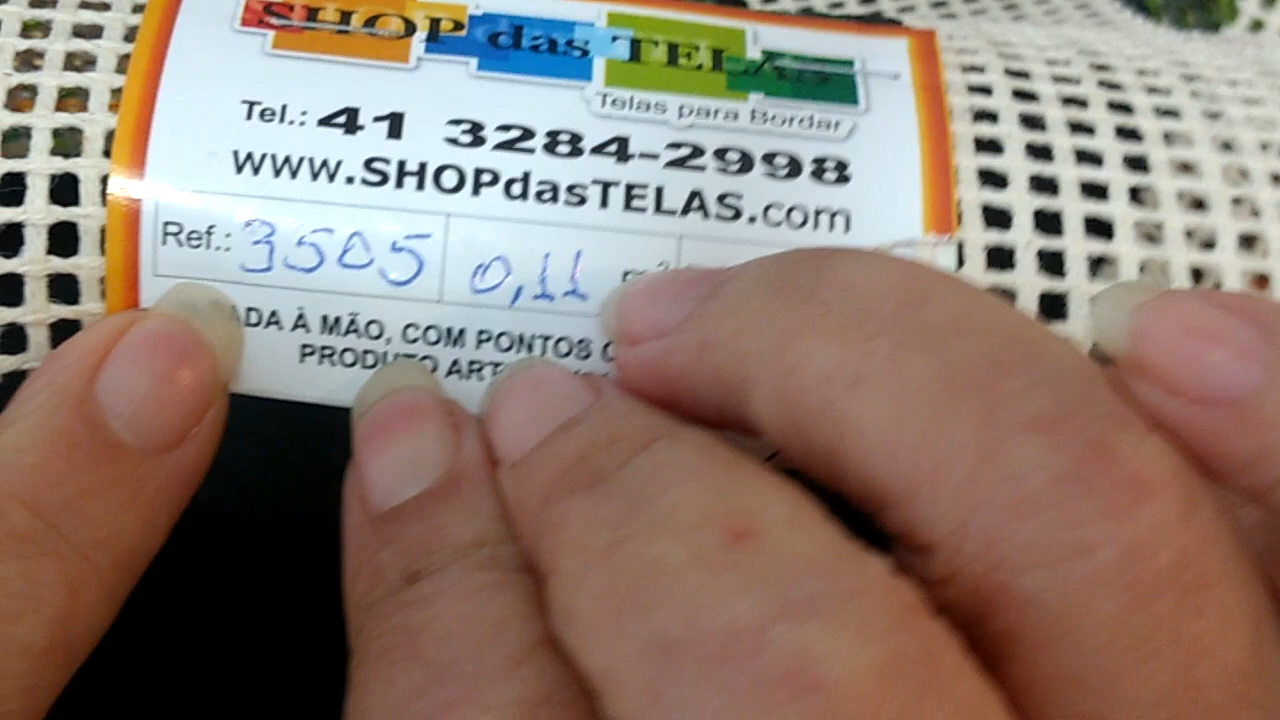 SHOP das TELAS
Telas para Bordar
Tel.: 41 3284-2998
www.SHOPdasTELAS.com
Ref.: 3505 0,11 m²
À MÃO, COM PONTOS
PRODUTO